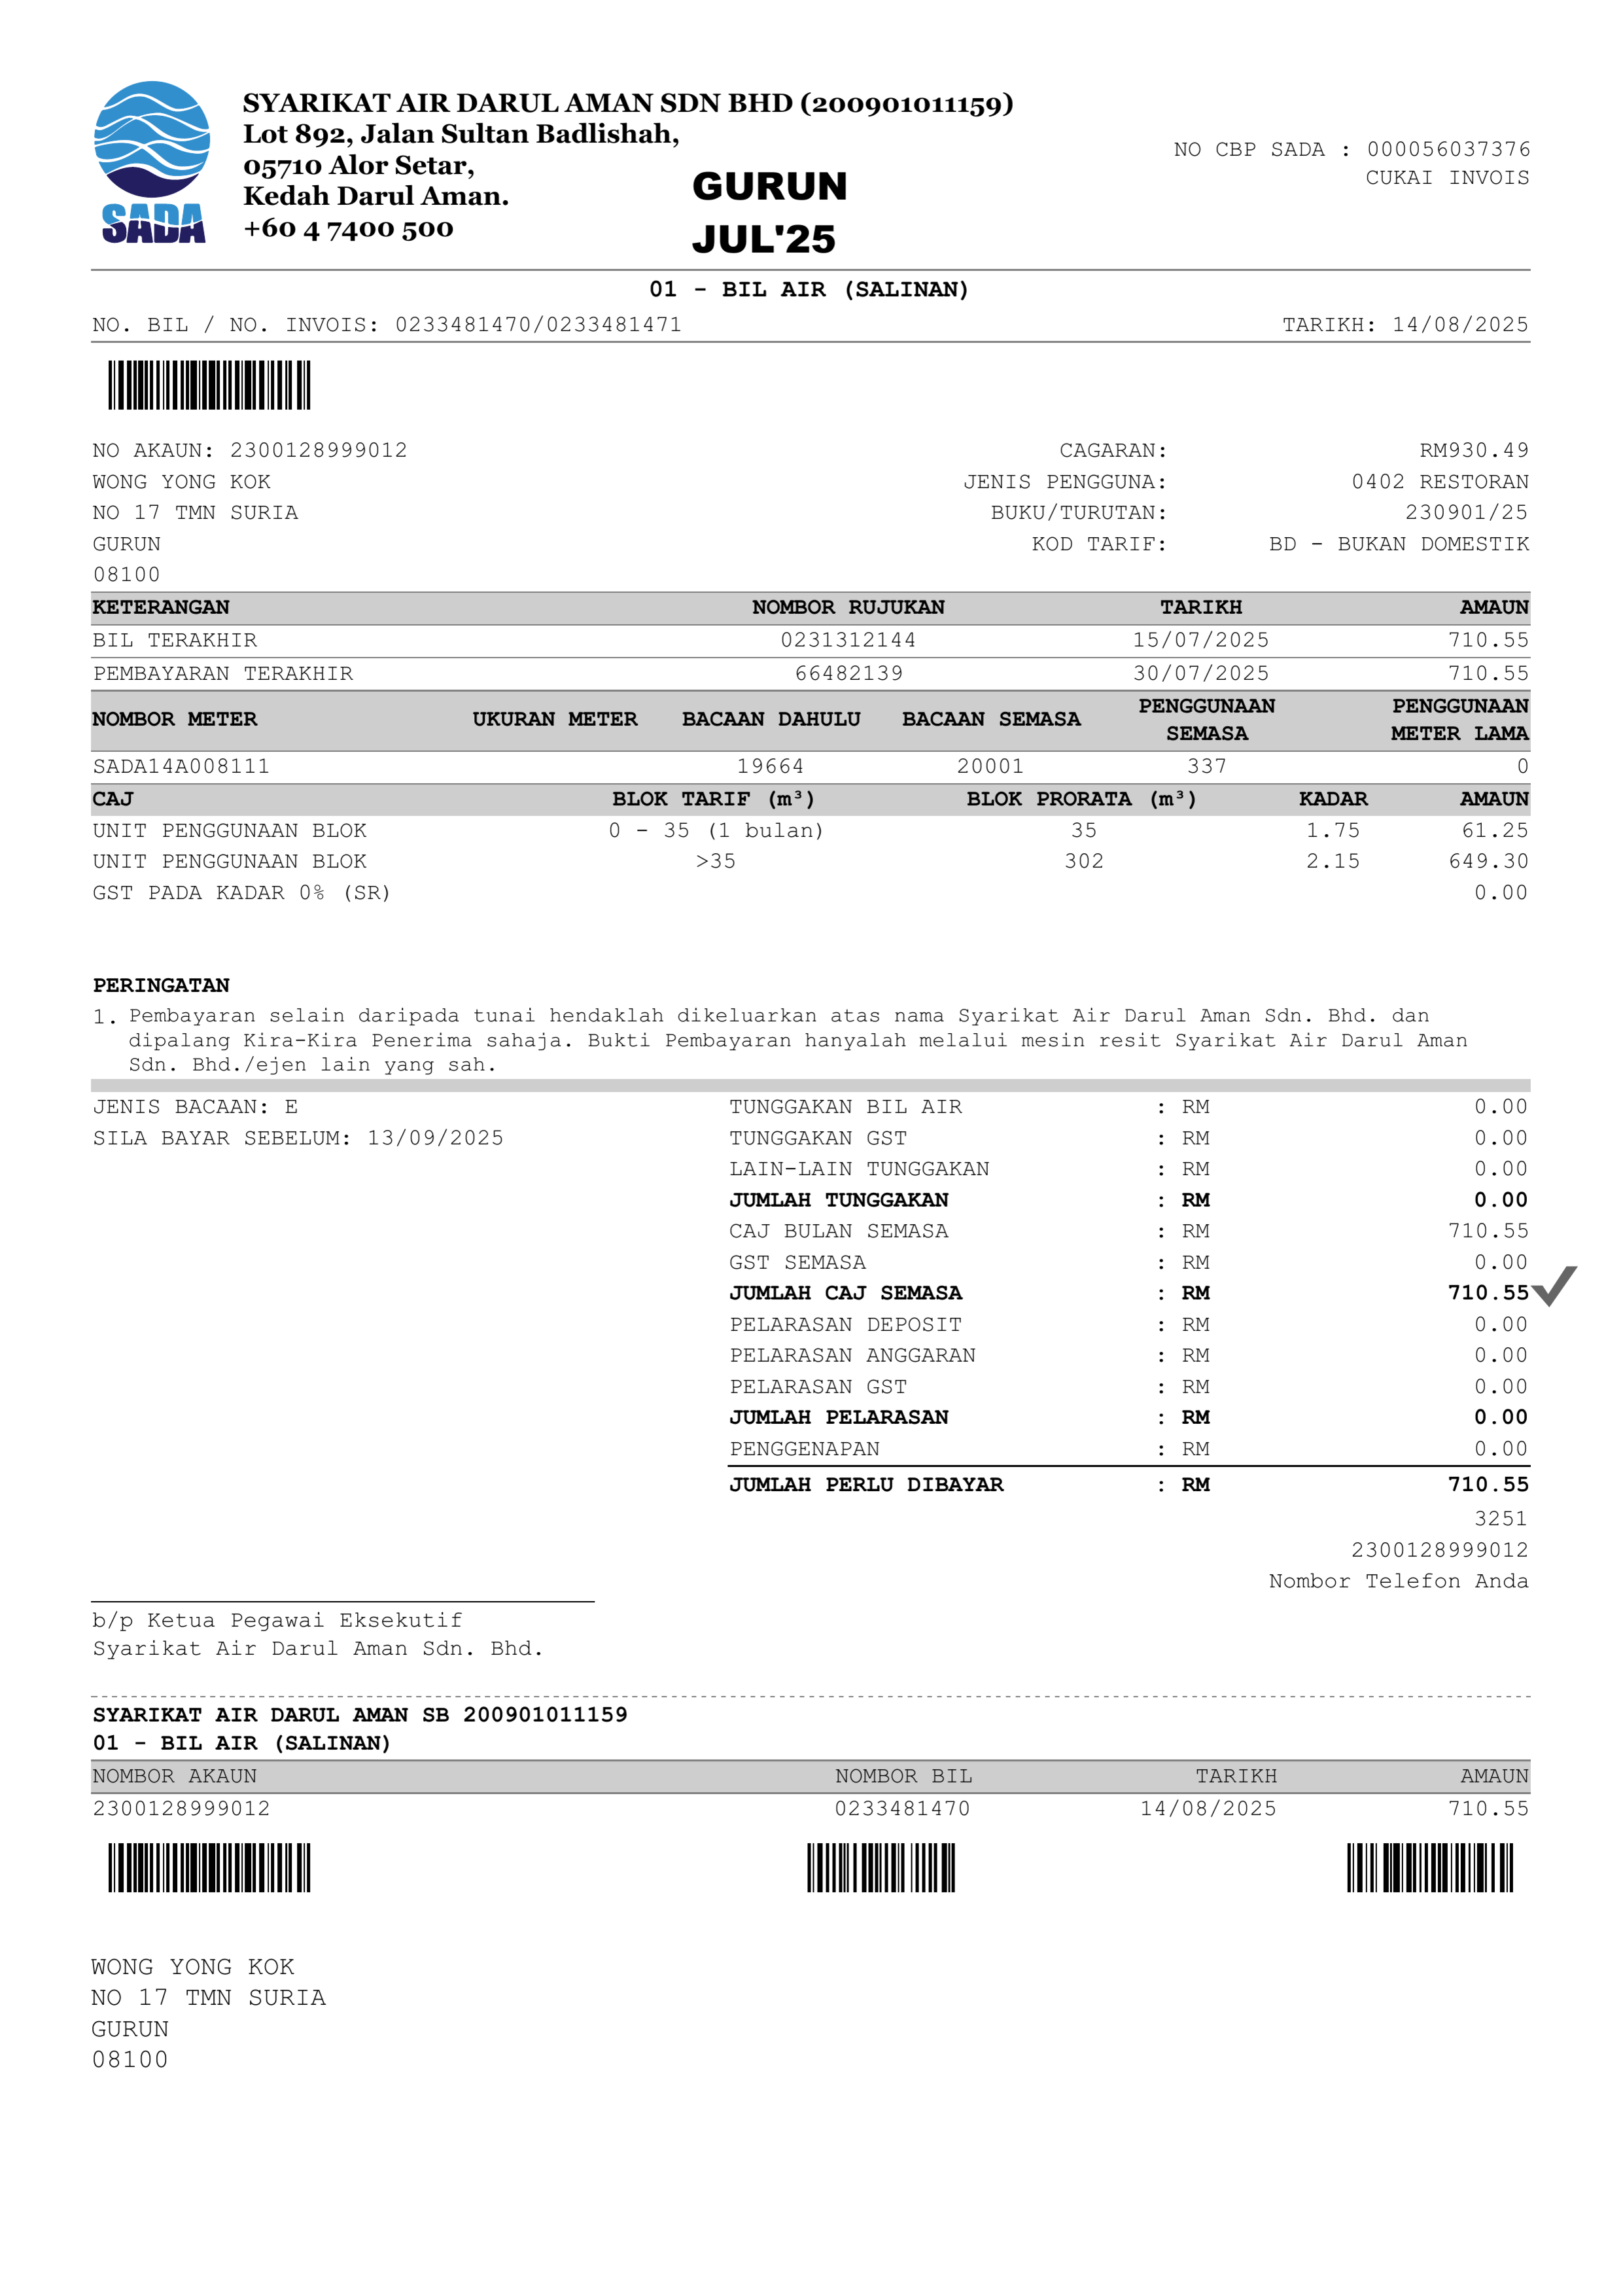 SADA
SYARIKAT AIR DARUL AMAN SDN BHD (200901011159)
Lot 892, Jalan Sultan Badlishah,
05710 Alor Setar,
Kedah Darul Aman.
+60 4 7400 500
GURUN
JUL'25
NO CBP SADA : 000056037376
CUKAI INVOIS
01 - BIL AIR (SALINAN)
NO. BIL / NO. INVOIS: 0233481470/0233481471 TARIKH: 14/08/2025
NO AKAUN: 2300128999012 CAGARAN: RM930.49
WONG YONG KOK JENIS PENGGUNA: 0402 RESTORAN
NO 17 TMN SURIA BUKU/TURUTAN: 230901/25
GURUN KOD TARIF: BD - BUKAN DOMESTIK
08100
KETERANGAN NOMBOR RUJUKAN TARIKH AMAUN
BIL TERAKHIR 0231312144 15/07/2025 710.55
PEMBAYARAN TERAKHIR 66482139 30/07/2025 710.55
NOMBOR METER UKURAN METER BACAAN DAHULU BACAAN SEMASA PENGGUNAAN SEMASA PENGGUNAAN METER LAMA
SADA14A008111 19664 20001 337 0
CAJ BLOK TARIF (m³) BLOK PRORATA (m³) KADAR AMAUN
UNIT PENGGUNAAN BLOK 0 - 35 (1 bulan) 35 1.75 61.25
UNIT PENGGUNAAN BLOK >35 302 2.15 649.30
GST PADA KADAR 0% (SR) 0.00
PERINGATAN
1. Pembayaran selain daripada tunai hendaklah dikeluarkan atas nama Syarikat Air Darul Aman Sdn. Bhd. dan
dipalang Kira-Kira Penerima sahaja. Bukti Pembayaran hanyalah melalui mesin resit Syarikat Air Darul Aman
Sdn. Bhd./ejen lain yang sah.
JENIS BACAAN: E TUNGGAKAN BIL AIR : RM 0.00
SILA BAYAR SEBELUM: 13/09/2025 TUNGGAKAN GST : RM 0.00
LAIN-LAIN TUNGGAKAN : RM 0.00
JUMLAH TUNGGAKAN : RM 0.00
CAJ BULAN SEMASA : RM 710.55
GST SEMASA : RM 0.00
JUMLAH CAJ SEMASA : RM 710.55
PELARASAN DEPOSIT : RM 0.00
PELARASAN ANGGARAN : RM 0.00
PELARASAN GST : RM 0.00
JUMLAH PELARASAN : RM 0.00
PENGGENAPAN : RM 0.00
JUMLAH PERLU DIBAYAR : RM 710.55
3251
2300128999012
Nombor Telefon Anda
b/p Ketua Pegawai Eksekutif
Syarikat Air Darul Aman Sdn. Bhd.
SYARIKAT AIR DARUL AMAN SB 200901011159
01 - BIL AIR (SALINAN)
NOMBOR AKAUN NOMBOR BIL TARIKH AMAUN
2300128999012 0233481470 14/08/2025 710.55
WONG YONG KOK
NO 17 TMN SURIA
GURUN
08100